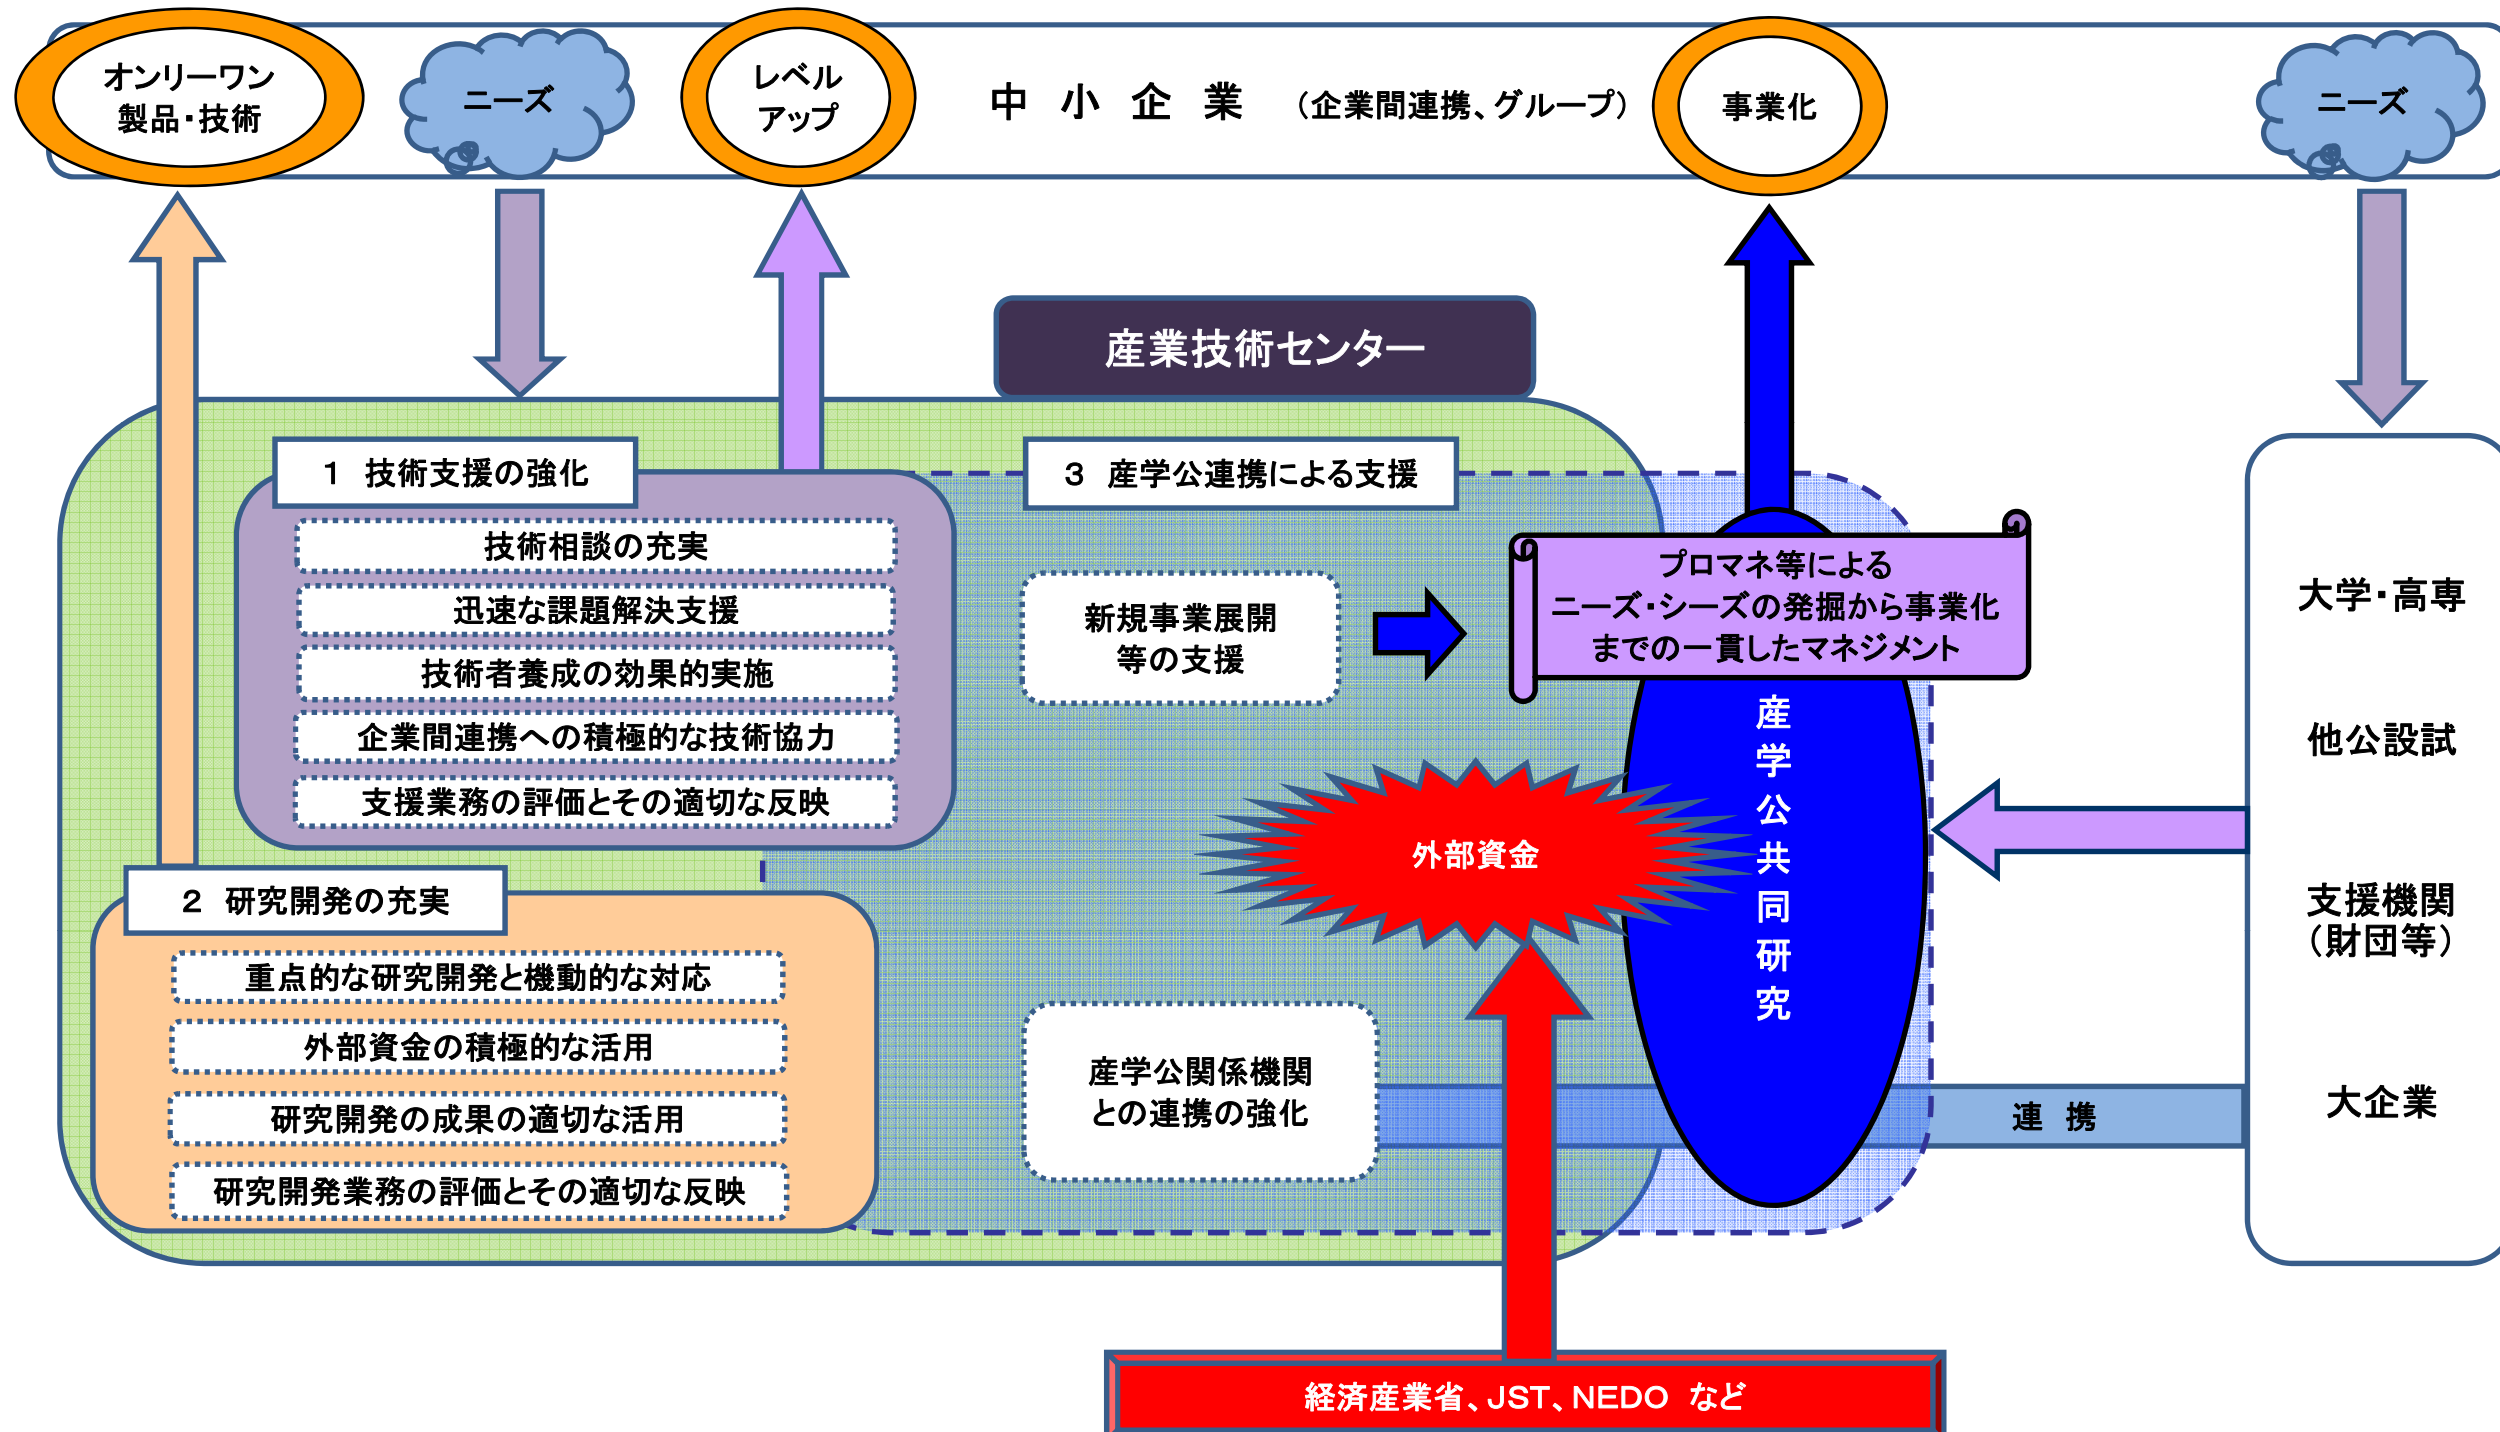 オンリーワン
製品・技術
ニーズ
レベル
アップ
中 小 企 業 （企業間連携、グループ）
事業化
ニーズ
産業技術センター
1 技術支援の強化
技術相談の充実
迅速な課題解決支援
技術者養成の効果的実施
企業間連携への積極的な技術協力
支援業務の評価とその適切な反映
2 研究開発の充実
重点的な研究開発と機動的な対応
外部資金の積極的な活用
研究開発の成果の適切な活用
研究開発業務の評価とその適切な反映
3 産学公連携による支援
新規事業展開
等の支援
プロマネ等による
ニーズ・シーズの発掘から事業化
までの一貫したマネジメント
産学公共同研究
外部資金
産学公関係機関
との連携の強化
連 携
大学・高専
他公設試
支援機関
（財団等）
大企業
経済産業省、JST、NEDO など